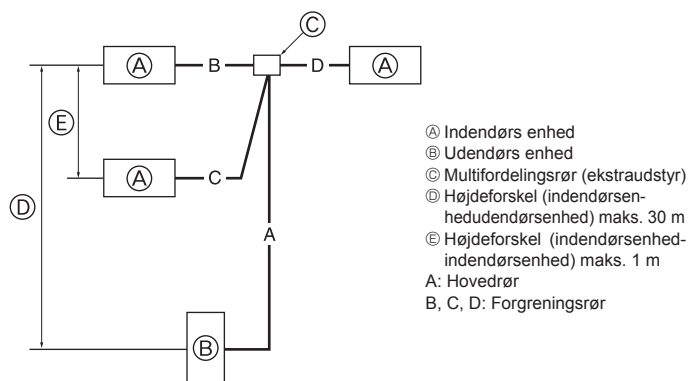 Ⓒ
Ⓐ B D Ⓐ
Ⓔ
Ⓐ C
Ⓓ
A
Ⓑ
Ⓐ Indendørs enhed
Ⓑ Udendørs enhed
Ⓒ Multifordelingsrør (ekstraudstyr)
Ⓓ Højdeforskel (indendørsen-
hedudendørsenhed) maks. 30 m
Ⓔ Højdeforskel (indendørsenhed-
indendørsenhed) maks. 1 m
A: Hovedrør
B, C, D: Forgreningsrør